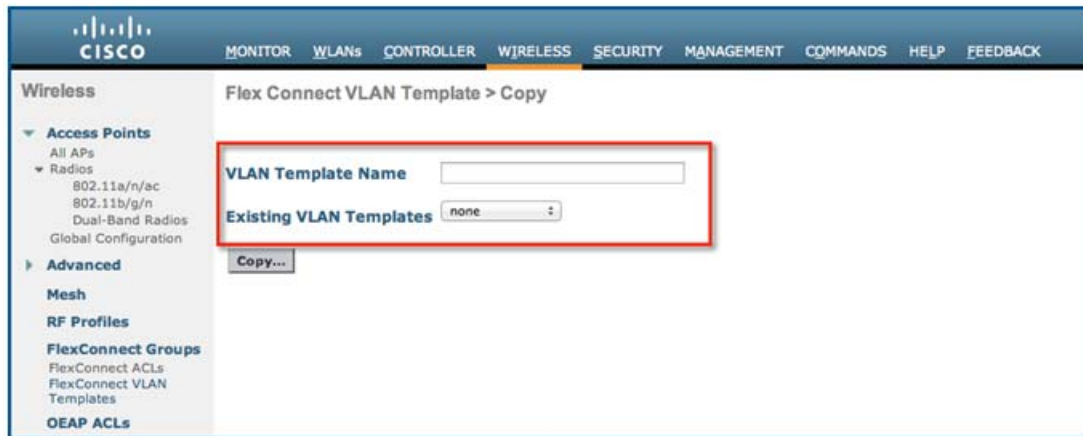 CISCO
MONITOR WLANs CONTROLLER WIRELESS SECURITY MANAGEMENT COMMANDS HELP FEEDBACK
Wireless
Access Points
All APs
Radios
802.11a/n/ac
802.11b/g/n
Dual-Band Radios
Global Configuration
Advanced
Mesh
RF Profiles
FlexConnect Groups
FlexConnect ACLs
FlexConnect VLAN
Templates
OEAP ACLs
Flex Connect VLAN Template > Copy
VLAN Template Name
Existing VLAN Templates none
Copy...